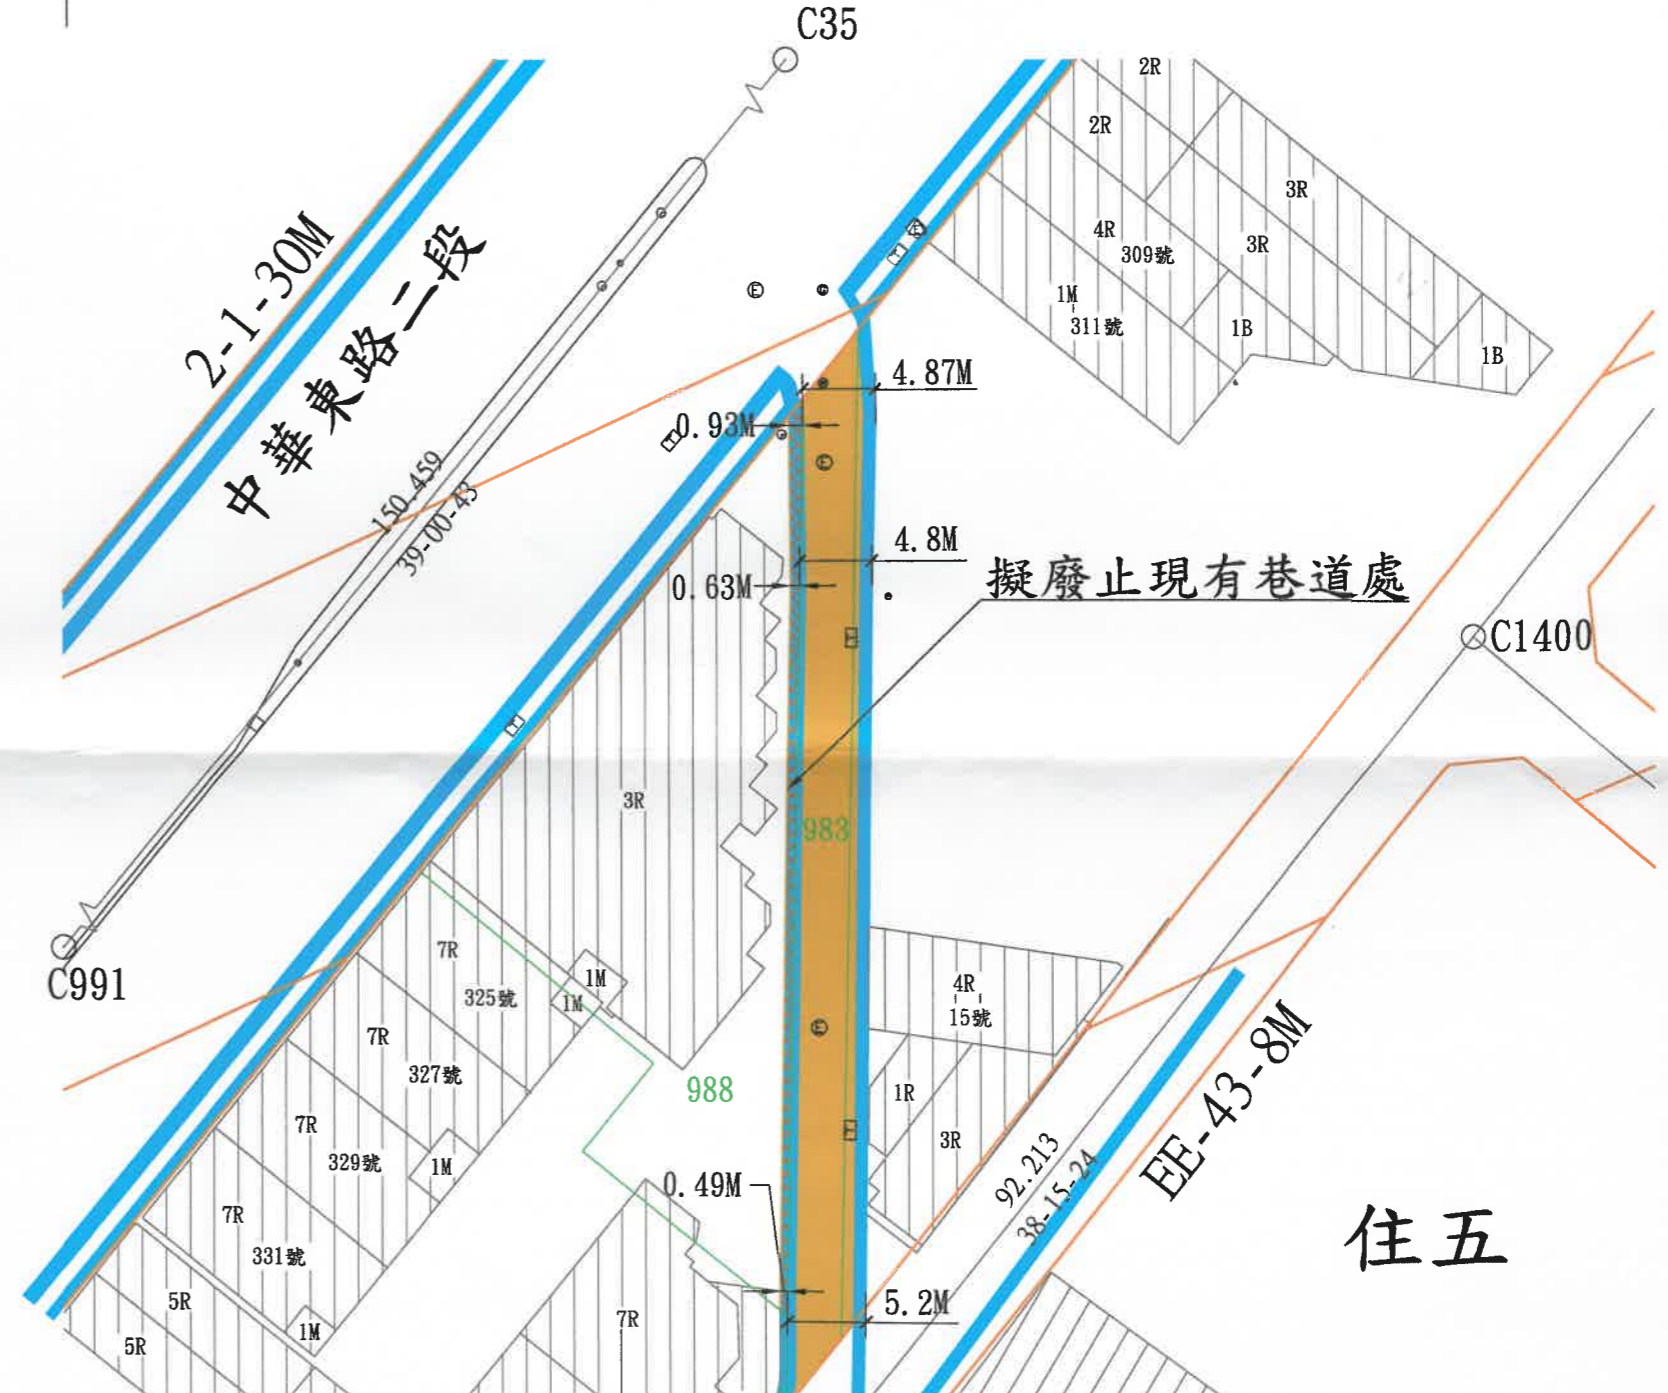 C35
2R
2R
3R
4R
309號
3R
1M
311號
1B
1B
2-1-30M
中華東路二段
4.87M
0.93M
150.459
39-00-43
4.8M
0.63M
擬廢止現有巷道處
C1400
3R
983
C991
7R
325號
1M
1M
4R
15號
7R
327號
988
1R
3R
7R
329號
1M
0.49M
92.213
38-15-24
EE-43-8M
住五
7R
331號
5R
1M
5R
7R
5.2M